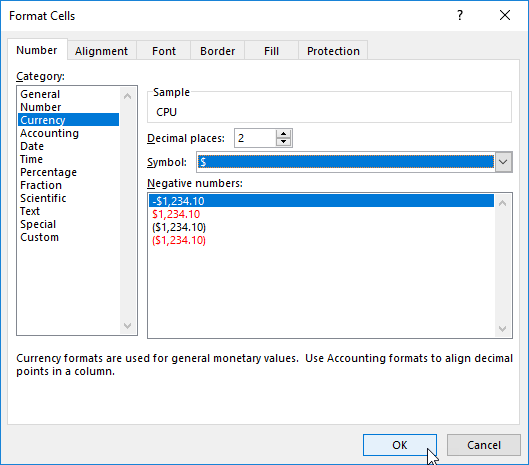 Format Cells
?
Number Alignment Font Border Fill Protection
Category:
General
Number
Currency
Accounting
Date
Time
Percentage
Fraction
Scientific
Text
Special
Custom
Sample
CPU
Decimal places: 2
Symbol: $
Negative numbers:
-$1,234.10
$1,234.10
($1,234.10)
($1,234.10)
Currency formats are used for general monetary values.  Use Accounting formats to align decimal
points in a column.
OK Cancel